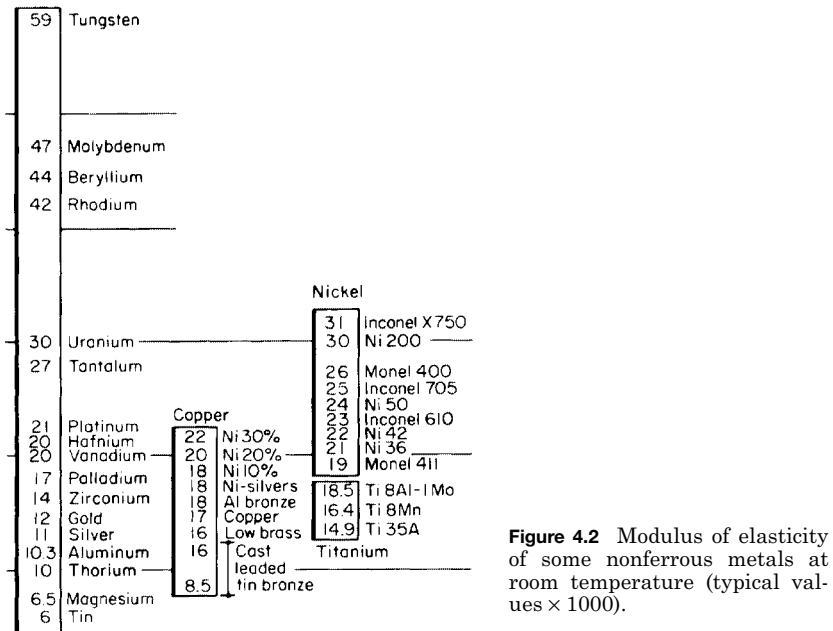 59 Tungsten
47 Molybdenum
44 Beryllium
42 Rhodium
30 Uranium
27 Tantalum
21 Platinum
20 Hafnium
20 Vanadium
17 Palladium
14 Zirconium
12 Gold
11 Silver
10.3 Aluminum
10 Thorium
6.5 Magnesium
6 Tin
Copper
22 Ni 30%
20 Ni 20%
18 Ni 10%
18 Ni-silvers
18 Al bronze
17 Copper
16 Low brass
16 Cast
leaded
8.5 tin bronze
Nickel
31 Inconel X750
30 Ni 200
26 Monel 400
25 Inconel 705
24 Ni 50
23 Inconel 610
22 Ni 42
21 Ni 36
19 Monel 411
18.5 Ti 8Al-1Mo
16.4 Ti 8Mn
14.9 Ti 35A
Titanium
Figure 4.2 Modulus of elasticity
of some nonferrous metals at
room temperature (typical val-
ues × 1000).